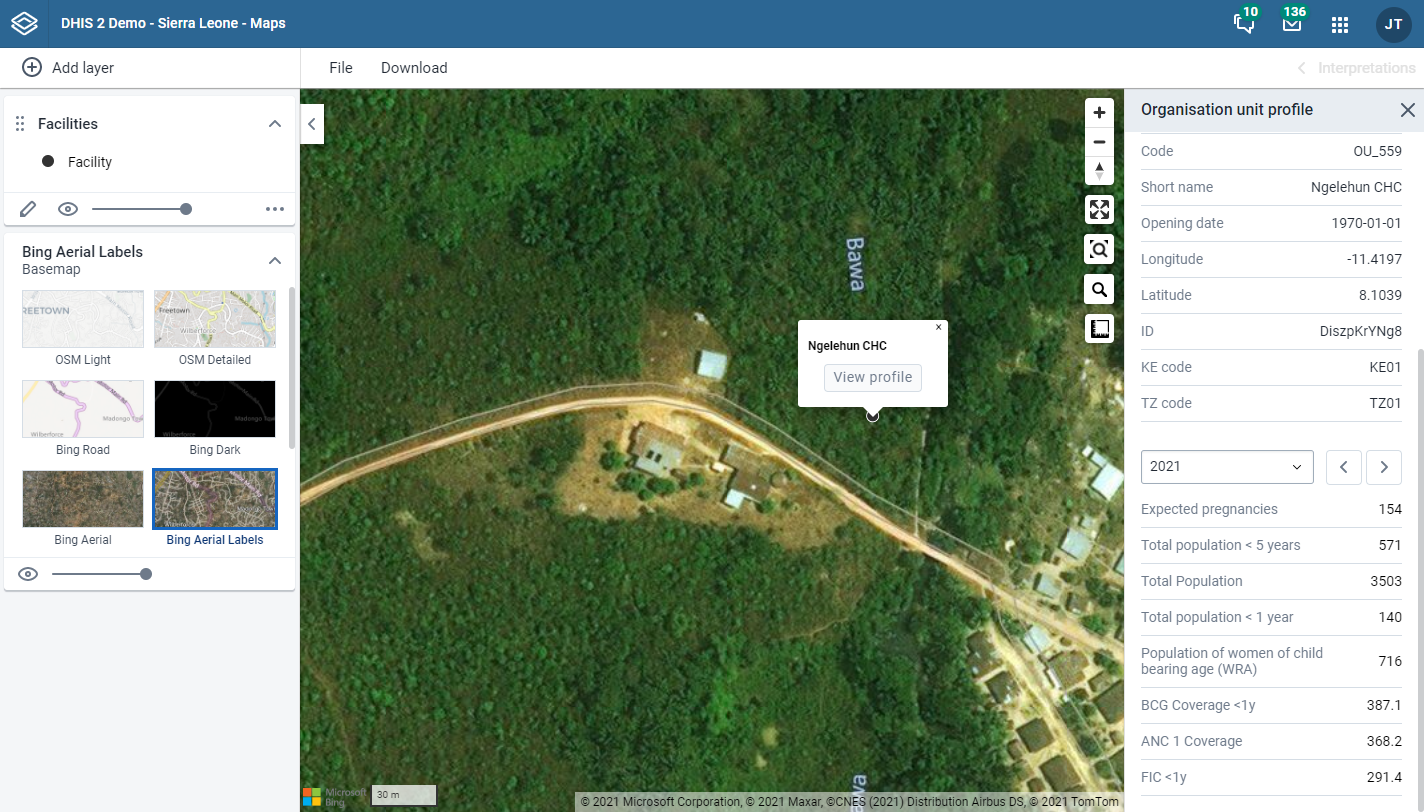 DHIS 2 Demo - Sierra Leone - Maps
10
136
JT
Add layer
File
Download
Interpretations
Facilities
Facility
Bing Aerial Labels
Basemap
REETOWN
Freetown
Wilberforce
OSM Light
OSM Detailed
Wilberforce
Madongo Tow
Bing Road
Bing Dark
Wilberforce
Bing Aerial
Bing Aerial Labels
Bawa
Ngelehun CHC
×
View profile
Microsoft
Bing
30 m
© 2021 Microsoft Corporation, © 2021 Maxar, ©CNES (2021) Distribution Airbus DS, © 2021 TomTom
Organisation unit profile
Code OU_559
Short name Ngelehun CHC
Opening date 1970-01-01
Longitude -11.4197
Latitude 8.1039
ID DiszpKrYNg8
KE code KE01
TZ code TZ01
2021
Expected pregnancies 154
Total population < 5 years 571
Total Population 3503
Total population < 1 year 140
Population of women of child
bearing age (WRA) 716
BCG Coverage <1y 387.1
ANC 1 Coverage 368.2
FIC <1y 291.4